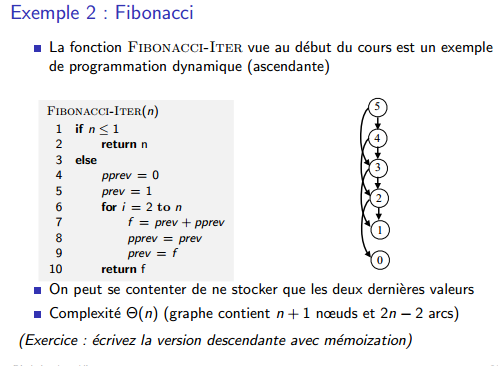 Exemple 2 : Fibonacci
La fonction FIBONACCI-ITER vue au début du cours est un exemple
de programmation dynamique (ascendante)
FIBONACCI-ITER(n)
1 if n ≤ 1
2 return n
3 else
4 pprev = 0
5 prev = 1
6 for i = 2 to n
7 f = prev + pprev
8 pprev = prev
9 prev = f
10 return f
5
4
3
2
1
0
On peut se contenter de ne stocker que les deux dernières valeurs
Complexité Θ(n) (graphe contient n + 1 nœuds et 2n − 2 arcs)
(Exercice : écrivez la version descendante avec mémoization)